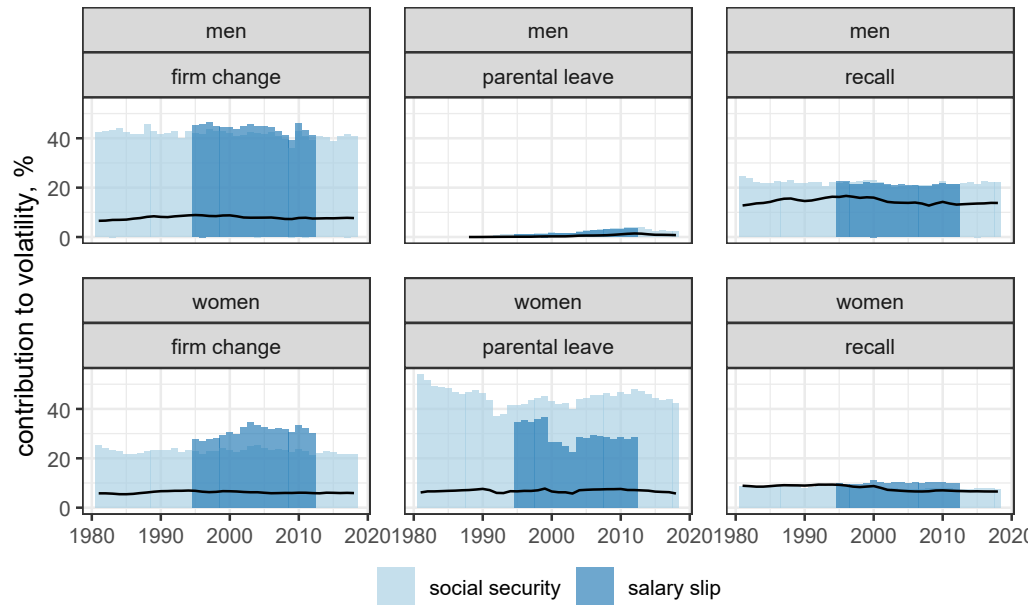 men
men
men
firm change
parental leave
recall
40
20
0
women
women
women
firm change
parental leave
recall
40
20
0
1980 1990 2000 2010 2020
1980 1990 2000 2010 2020
1980 1990 2000 2010 2020
contribution to volatility, %
social security
salary slip